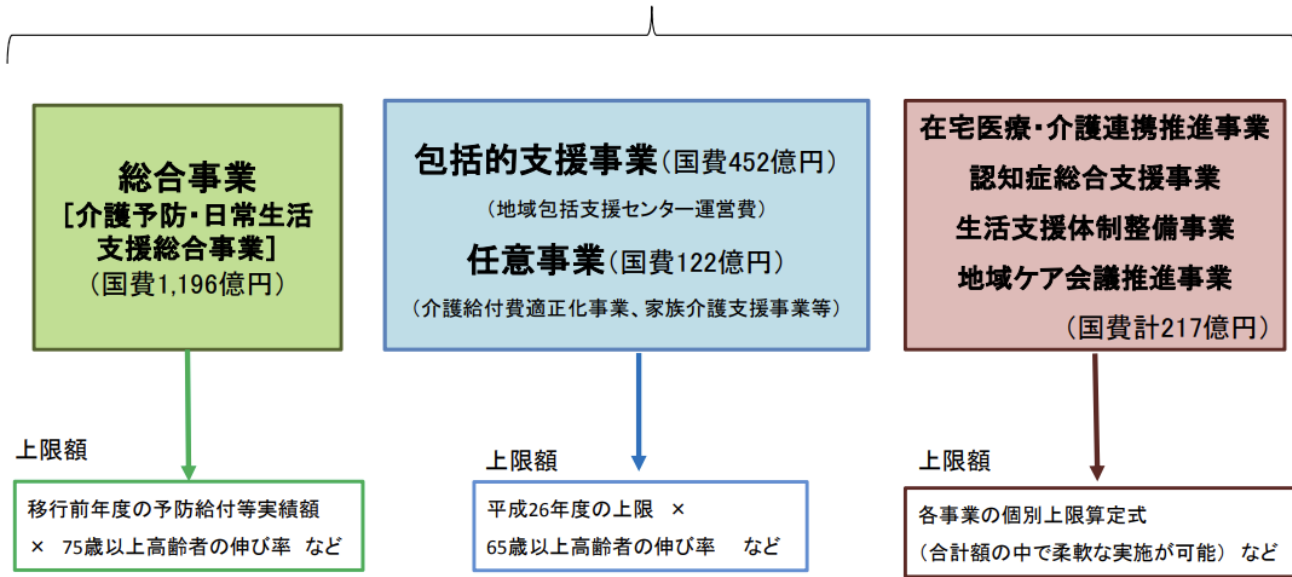 総合事業
[介護予防・日常生活
支援総合事業]
(国費1,196億円)
包括的支援事業(国費452億円)
(地域包括支援センター運営費)
任意事業(国費122億円)
(介護給付費適正化事業、家族介護支援事業等)
在宅医療・介護連携推進事業
認知症総合支援事業
生活支援体制整備事業
地域ケア会議推進事業
(国費計217億円)
上限額
移行前年度の予防給付等実績額
× 75歳以上高齢者の伸び率 など
上限額
平成26年度の上限 ×
65歳以上高齢者の伸び率 など
上限額
各事業の個別上限算定式
(合計額の中で柔軟な実施が可能) など